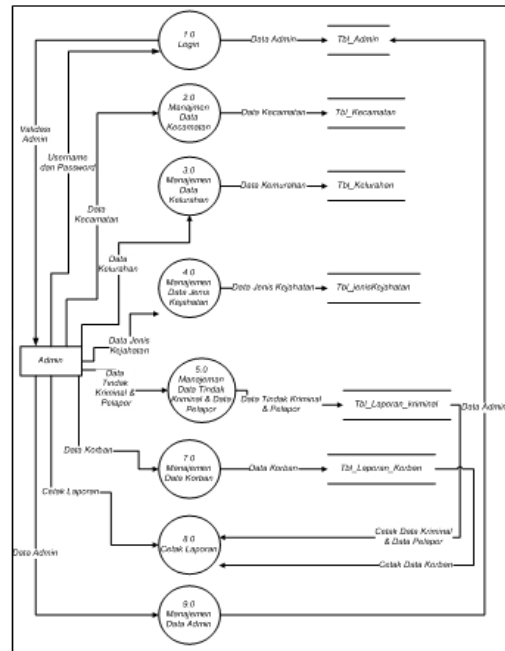 1.0
Login
Data Admin
Tbl_Admin
Validasi
Admin
Username
dan Password
2.0
Manajmen
Data
Kecamatan
Data Kecamatan
Tbl_Kecamatan
Data
Kecamatan
3.0
Manajemen
Data
Kelurahan
Data Kemurahan
Tbl_Kelurahan
Data
Kelurahan
4.0
Manajemen
Data Jenis
Kejahatan
Data Jenis Kejahatan
Tbl_jenisKejahatan
Data Jenis
Kejahatan
Admin
Data
Tindak
Kriminal &
Pelapor
5.0
Manejeman
Data Tindak
Kriminal & Data
Pelapor
Data Tindak Kriminal
& Pelapor
Tbl_Laporan_kriminal
Data Admin
Data Korban
7.0
Manajemen
Data Korban
Data Korban
Tbl_Laporan_Korban
Cetak Laporan
8.0
Cetak Laporan
Cetak Data Kriminal
& Data Pelapor
Cetak Data Korban
Data Admin
9.0
Manajemen
Data Admin